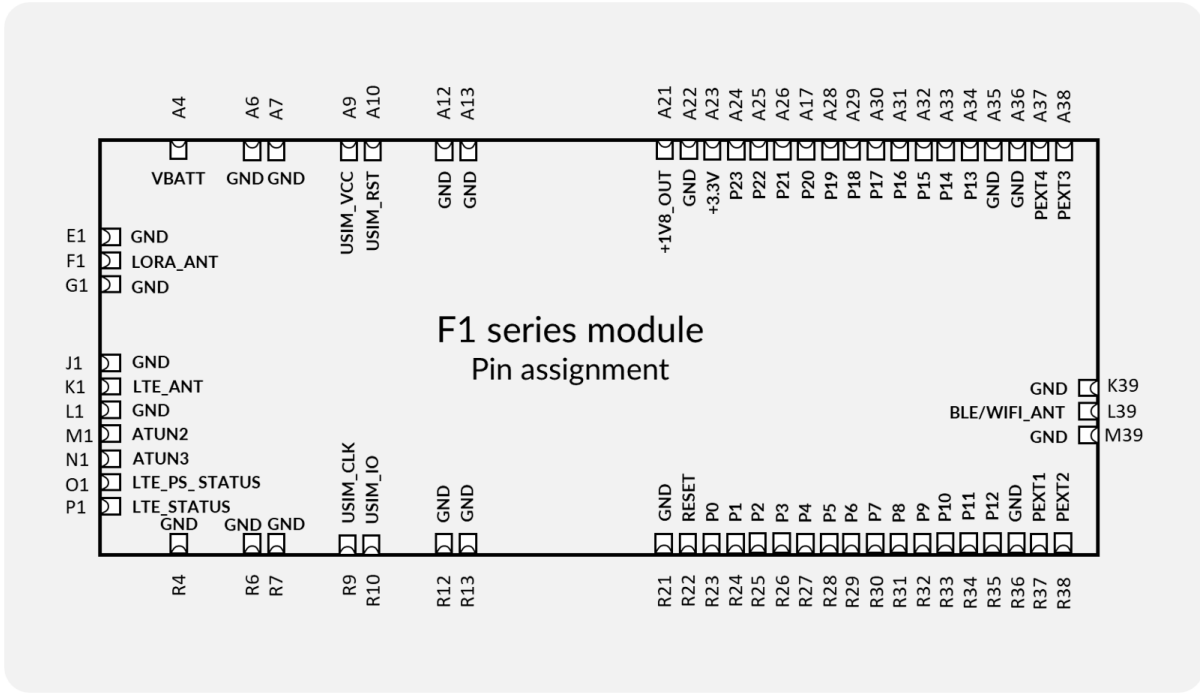 A4 A6 A7 A9 A10 A12 A13 A21 A22 A23 A24 A25 A26 A17 A28 A29 A30 A31 A32 A33 A34 A35 A36 A37 A38
VBATT GND GND USIM_VCC USIM_RST GND GND +1V8_OUT GND +3.3V P23 P22 P21 P20 P19 P18 P17 P16 P15 P14 P13 GND GND PEXT4 PEXT3
E1 GND
F1 LORA_ANT
G1 GND
F1 series module
Pin assignment
J1 GND
K1 LTE_ANT
L1 GND
M1 ATUN2
N1 ATUN3
O1 LTE_PS_STATUS
P1 LTE_STATUS
GND K39
BLE/WIFI_ANT L39
GND M39
GND GND GND USIM_CLK USIM_IO GND GND GND RESET P0 P1 P2 P3 P4 P5 P6 P7 P8 P9 P10 P11 P12 GND PEXT1 PEXT2
R4 R6 R7 R9 R10 R12 R13 R21 R22 R23 R24 R25 R26 R27 R28 R29 R30 R31 R32 R33 R34 R35 R36 R37 R38